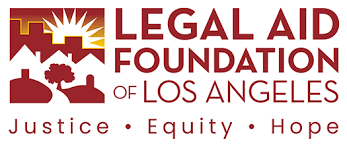 LEGAL AID
FOUNDATION
OF LOS ANGELES
Justice • Equity • Hope